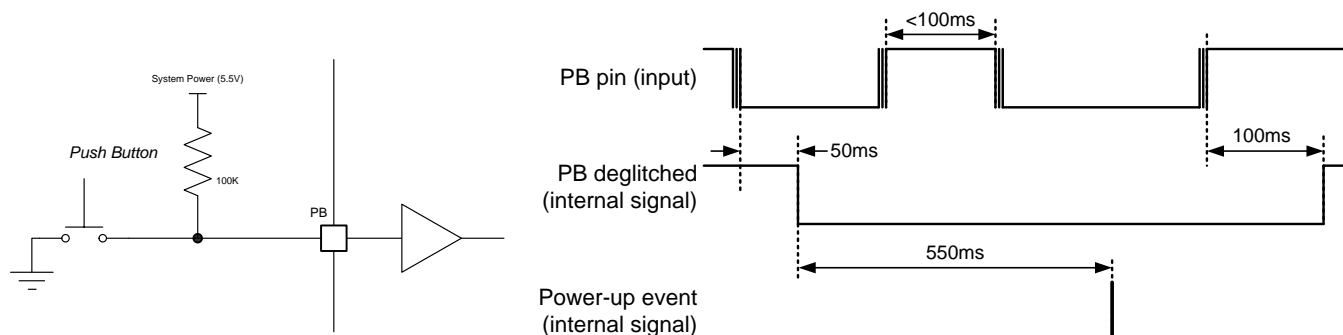 System Power (5.5V)
Push Button
100K
PB
<100ms
PB pin (input)
50ms
100ms
PB deglitched
(internal signal)
550ms
Power-up event
(internal signal)